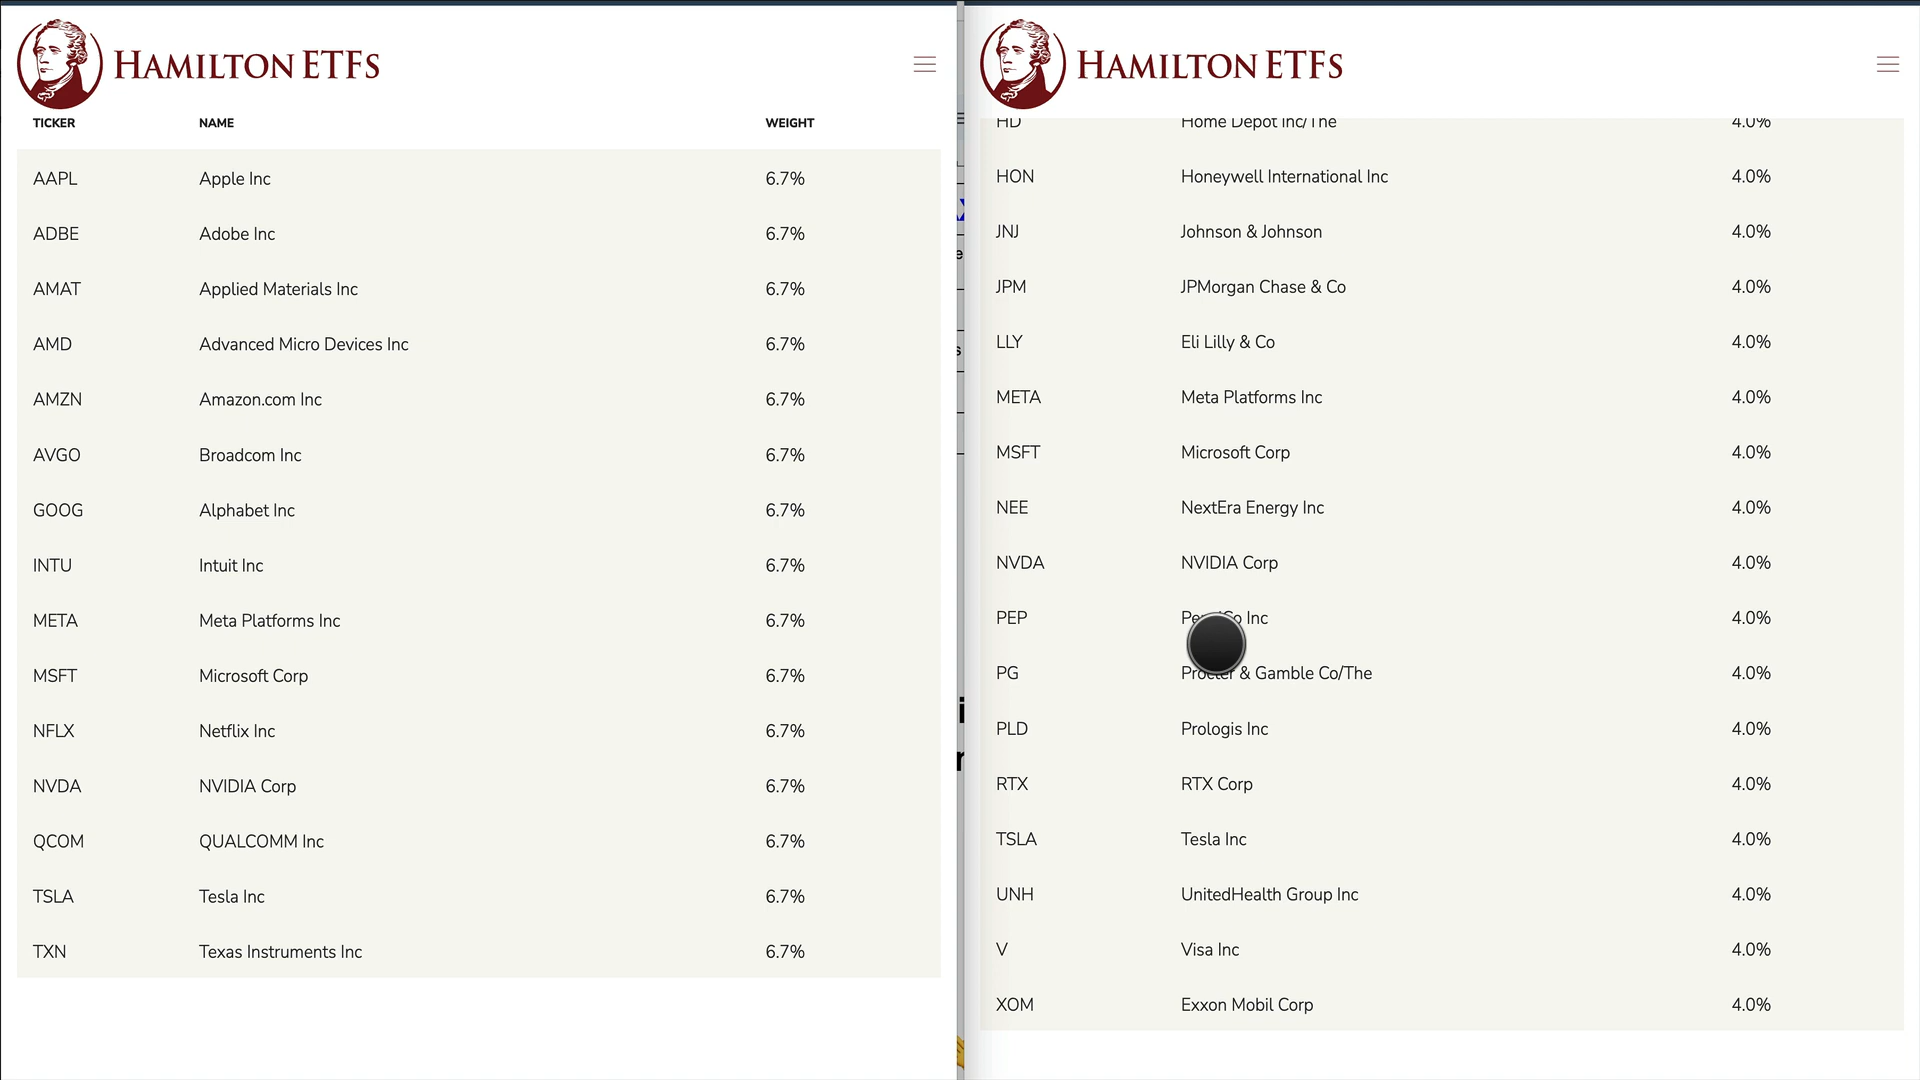 HAMILTON ETFs
TICKER NAME WEIGHT
AAPL Apple Inc 6.7%
ADBE Adobe Inc 6.7%
AMAT Applied Materials Inc 6.7%
AMD Advanced Micro Devices Inc 6.7%
AMZN Amazon.com Inc 6.7%
AVGO Broadcom Inc 6.7%
GOOG Alphabet Inc 6.7%
INTU Intuit Inc 6.7%
META Meta Platforms Inc 6.7%
MSFT Microsoft Corp 6.7%
NFLX Netflix Inc 6.7%
NVDA NVIDIA Corp 6.7%
QCOM QUALCOMM Inc 6.7%
TSLA Tesla Inc 6.7%
TXN Texas Instruments Inc 6.7%
HAMILTON ETFs
HD Home Depot Inc/The 4.0%
HON Honeywell International Inc 4.0%
JNJ Johnson & Johnson 4.0%
JPM JPMorgan Chase & Co 4.0%
LLY Eli Lilly & Co 4.0%
META Meta Platforms Inc 4.0%
MSFT Microsoft Corp 4.0%
NEE NextEra Energy Inc 4.0%
NVDA NVIDIA Corp 4.0%
PEP PepsiCo Inc 4.0%
PG Procter & Gamble Co/The 4.0%
PLD Prologis Inc 4.0%
RTX RTX Corp 4.0%
TSLA Tesla Inc 4.0%
UNH UnitedHealth Group Inc 4.0%
V Visa Inc 4.0%
XOM Exxon Mobil Corp 4.0%